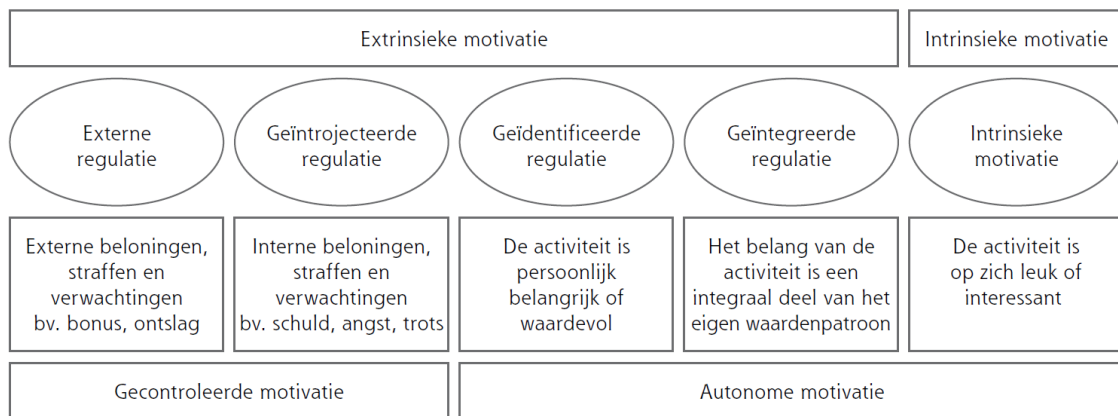 Extrinsieke motivatie
Intrinsieke motivatie
Externe
regulatie
Geïntrojecteerde
regulatie
Geïdentificeerde
regulatie
Geïntegreerde
regulatie
Intrinsieke
motivatie
Externe beloningen,
straffen en
verwachtingen
bv. bonus, ontslag
Interne beloningen,
straffen en
verwachtingen
bv. schuld, angst, trots
De activiteit is
persoonlijk
belangrijk of
waardevol
Het belang van de
activiteit is een
integraal deel van het
eigen waardenpatroon
De activiteit is
op zich leuk of
interessant
Gecontroleerde motivatie
Autonome motivatie